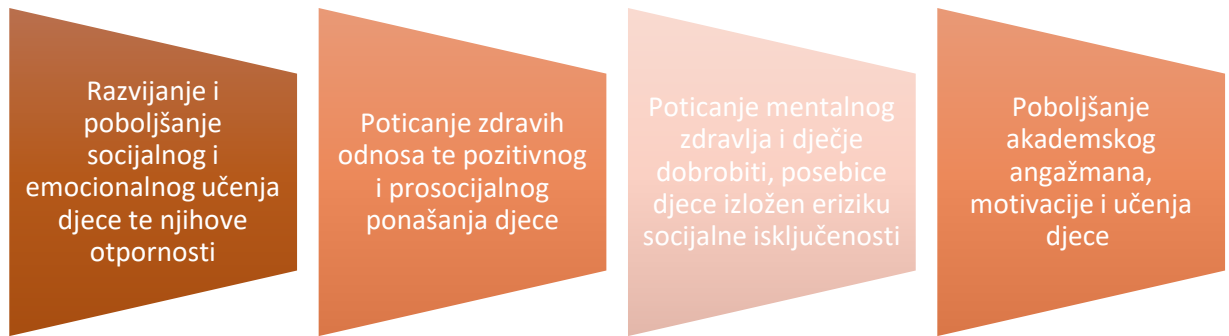 Razvijanje i
poboljšanje
socijalnog i
emocionalnog učenja
djece te njihove
otpornosti
Poticanje zdravih
odnosa te pozitivnog
i prosocijalnog
ponašanja djece
Poticanje mentalnog
zdravlja i dječje
dobrobiti, posebice
djece izložen eriziku
socijalne isključenosti
Poboljšanje
akademskog
angažmana,
motivacije i učenja
djece